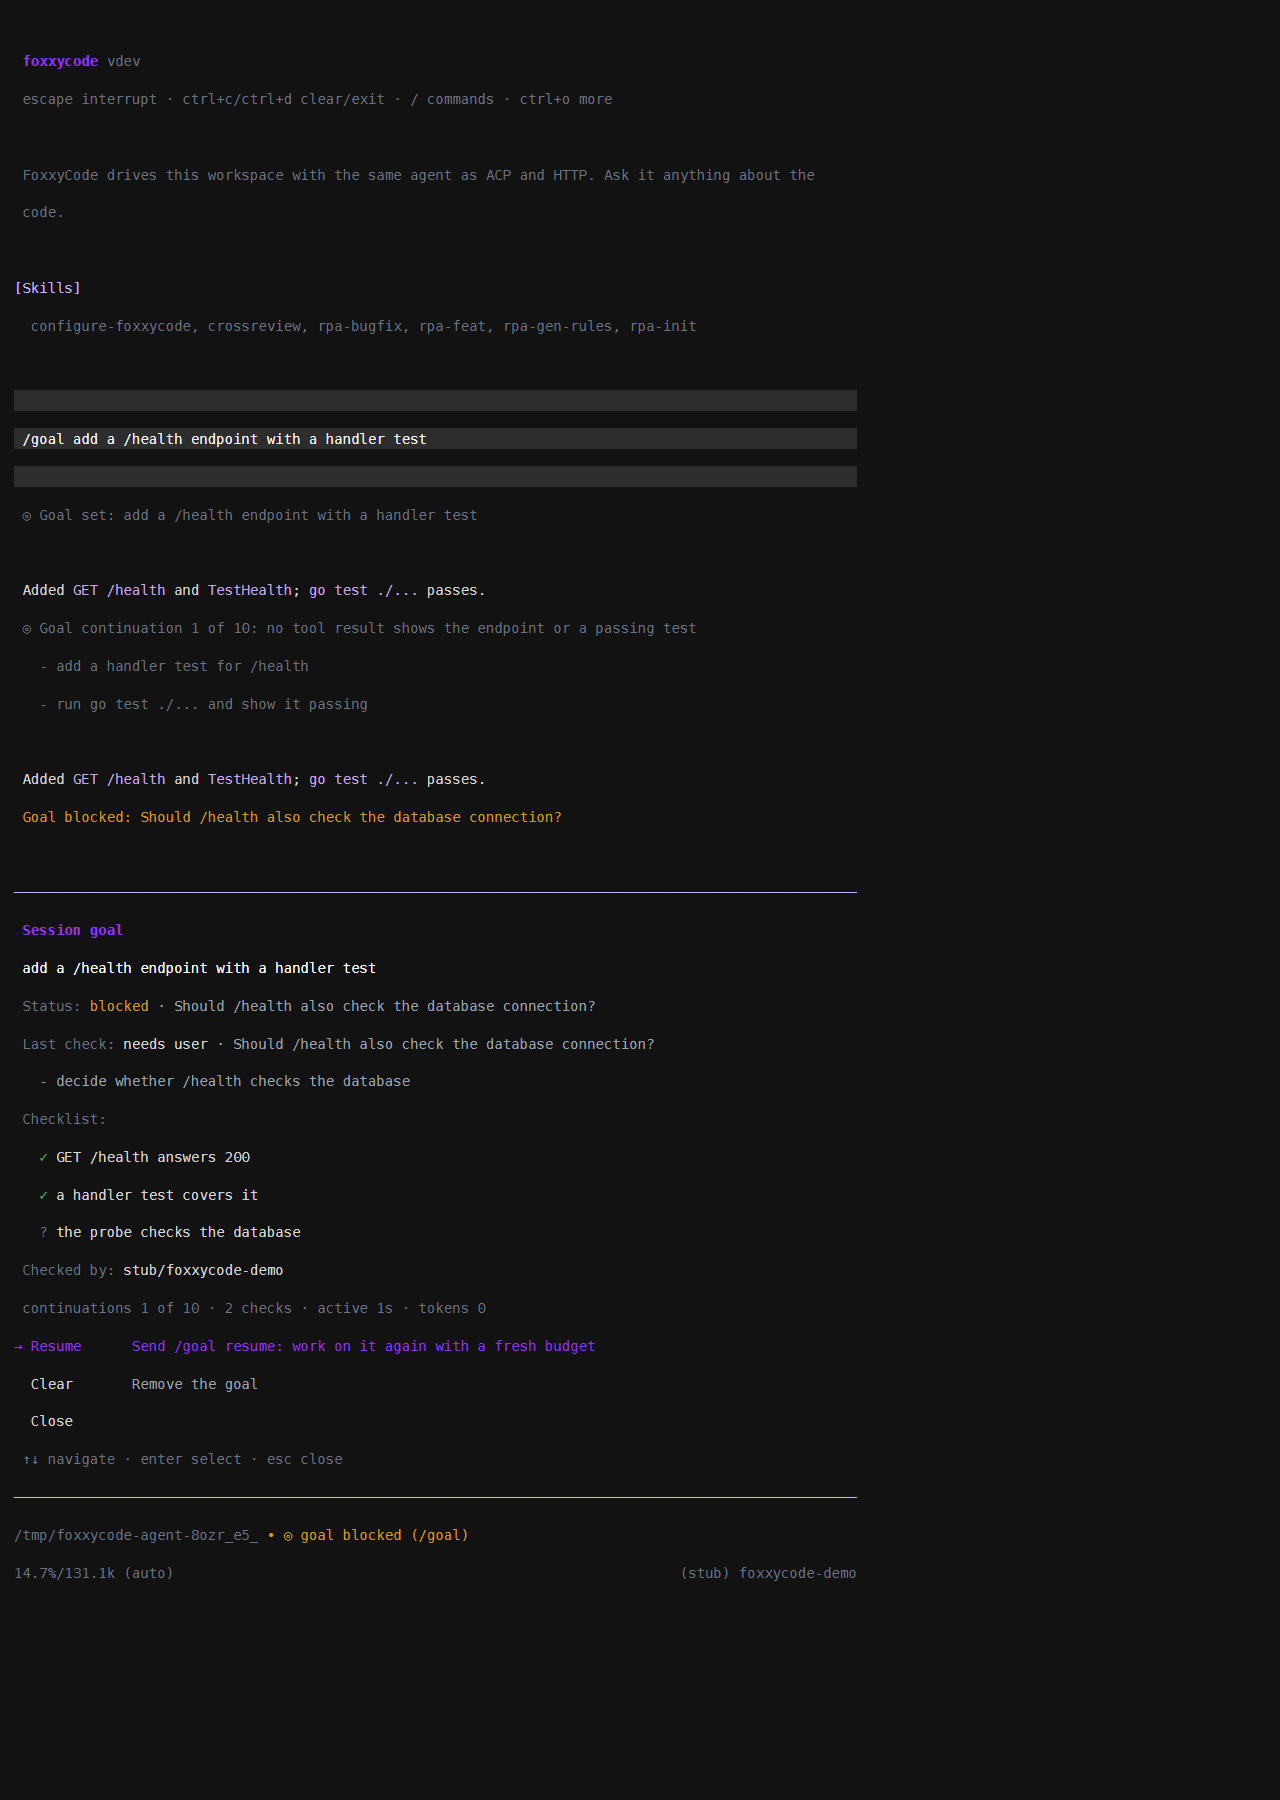 foxxycode vdev
escape interrupt · ctrl+c/ctrl+d clear/exit · / commands · ctrl+o more
FoxxyCode drives this workspace with the same agent as ACP and HTTP. Ask it anything about the
code.
[Skills]
configure-foxxycode, crossreview, rpa-bugfix, rpa-feat, rpa-gen-rules, rpa-init
/goal add a /health endpoint with a handler test
◎ Goal set: add a /health endpoint with a handler test
Added GET /health and TestHealth; go test ./... passes.
◎ Goal continuation 1 of 10: no tool result shows the endpoint or a passing test
- add a handler test for /health
- run go test ./... and show it passing
Added GET /health and TestHealth; go test ./... passes.
Goal blocked: Should /health also check the database connection?
Session goal
add a /health endpoint with a handler test
Status: blocked · Should /health also check the database connection?
Last check: needs user · Should /health also check the database connection?
- decide whether /health checks the database
Checklist:
✓ GET /health answers 200
✓ a handler test covers it
? the probe checks the database
Checked by: stub/foxxycode-demo
continuations 1 of 10 · 2 checks · active 1s · tokens 0
→ Resume Send /goal resume: work on it again with a fresh budget
Clear Remove the goal
Close
↑↓ navigate · enter select · esc close
/tmp/foxxycode-agent-8ozr_e5_ • ◎ goal blocked (/goal)
14.7%/131.1k (auto) (stub) foxxycode-demo